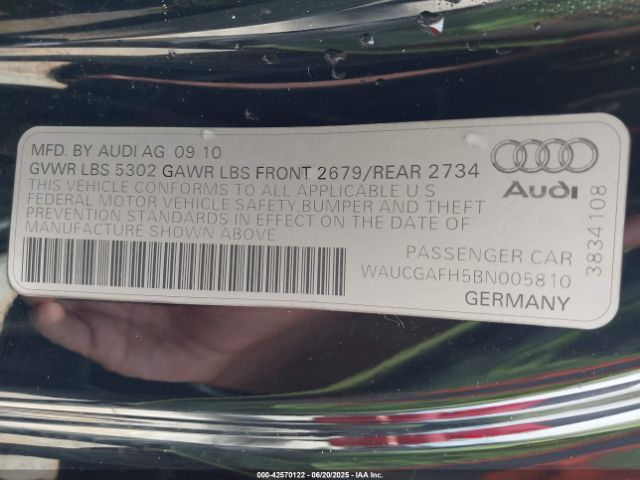 MFD. BY AUDI AG 09 10
GVWR LBS 5302 GAWR LBS FRONT 2679/REAR 2734
THIS VEHICLE CONFORMS TO ALL APPLICABLE U S
FEDERAL MOTOR VEHICLE SAFETY, BUMPER AND THEFT
PREVENTION STANDARDS IN EFFECT ON THE DATE OF
MANUFACTURE SHOWN ABOVE
Audi
PASSENGER CAR
WAUCGAFH5BN005810
GERMANY
3834108
000-42570122 - 06/20/2025 - IAAI.COM